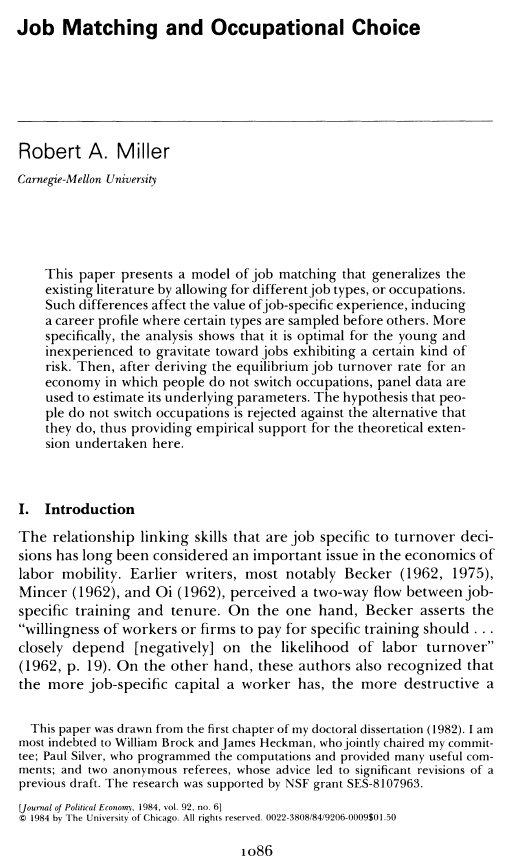 Job Matching and Occupational Choice
Robert A. Miller
Carnegie-Mellon University
This paper presents a model of job matching that generalizes the
existing literature by allowing for different job types, or occupations.
Such differences affect the value of job-specific experience, inducing
a career profile where certain types are sampled before others. More
specifically, the analysis shows that it is optimal for the young and
inexperienced to gravitate toward jobs exhibiting a certain kind of
risk. Then, after deriving the equilibrium job turnover rate for an
economy in which people do not switch occupations, panel data are
used to estimate its underlying parameters. The hypothesis that peo-
ple do not switch occupations is rejected against the alternative that
they do, thus providing empirical support for the theoretical exten-
sion undertaken here.
I. Introduction
The relationship linking skills that are job specific to turnover deci-
sions has long been considered an important issue in the economics of
labor mobility. Earlier writers, most notably Becker (1962, 1975),
Mincer (1962), and Oi (1962), perceived a two-way flow between job-
specific training and tenure. On the one hand, Becker asserts the
“willingness of workers or firms to pay for specific training should . . .
closely depend [negatively] on the likelihood of labor turnover”
(1962, p. 19). On the other hand, these authors also recognized that
the more job-specific capital a worker has, the more destructive a
This paper was drawn from the first chapter of my doctoral dissertation (1982). I am
most indebted to William Brock and James Heckman, who jointly chaired my commit-
tee; Paul Silver, who programmed the computations and provided many useful com-
ments; and two anonymous referees, whose advice led to significant revisions of a
previous draft. The research was supported by NSF grant SES-8107963.
[Journal of Political Economy, 1984, vol. 92, no. 6]
© 1984 by The University of Chicago. All rights reserved. 0022-3808/84/9206-0009$01.50
1086